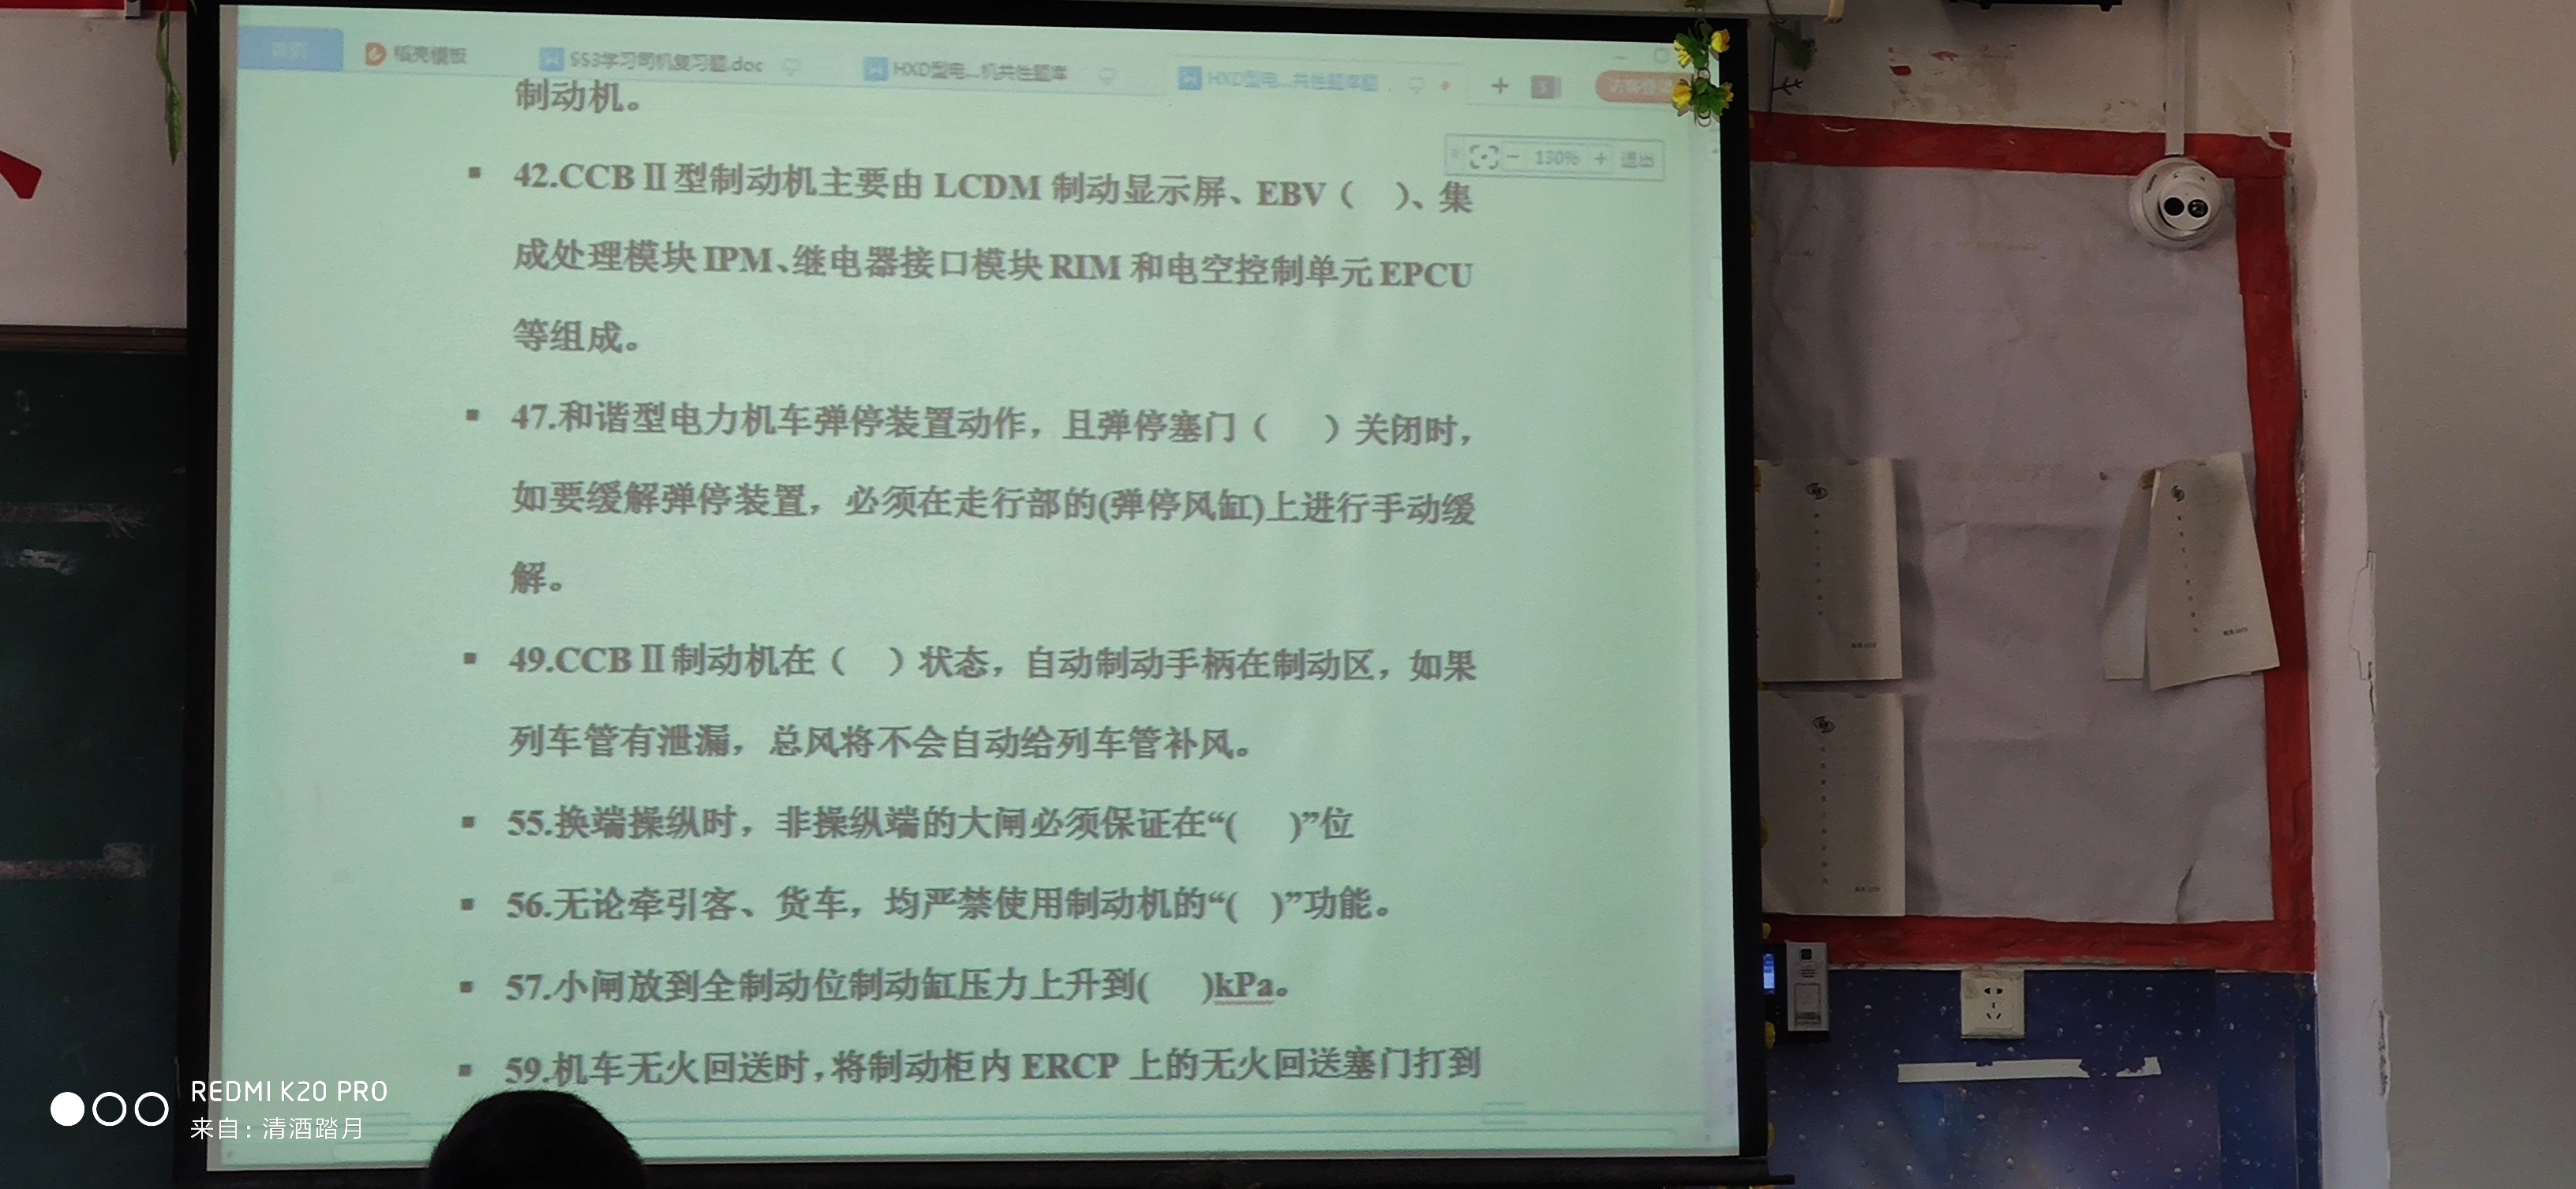 稻壳模板
SS3学习司机复习题.doc
HXD型电...机共性题库
HXD型电...共性题库题
130%
退出
制动机。
▪ 42.CCBⅡ型制动机主要由 LCDM 制动显示屏、EBV（ ）、集
成处理模块 IPM、继电器接口模块 RIM 和电空控制单元 EPCU
等组成。
▪ 47.和谐型电力机车弹停装置动作，且弹停塞门（ ）关闭时，
如要缓解弹停装置，必须在走行部的(弹停风缸)上进行手动缓
解。
▪ 49.CCBⅡ制动机在（ ）状态，自动制动手柄在制动区，如果
列车管有泄漏，总风将不会自动给列车管补风。
▪ 55.换端操纵时，非操纵端的大闸必须保证在“( )”位
▪ 56.无论牵引客、货车，均严禁使用制动机的“( )”功能。
▪ 57.小闸放到全制动位制动缸压力上升到( )kPa。
▪ 59.机车无火回送时，将制动柜内 ERCP 上的无火回送塞门打到
REDMI K20 PRO
来自：清酒踏月